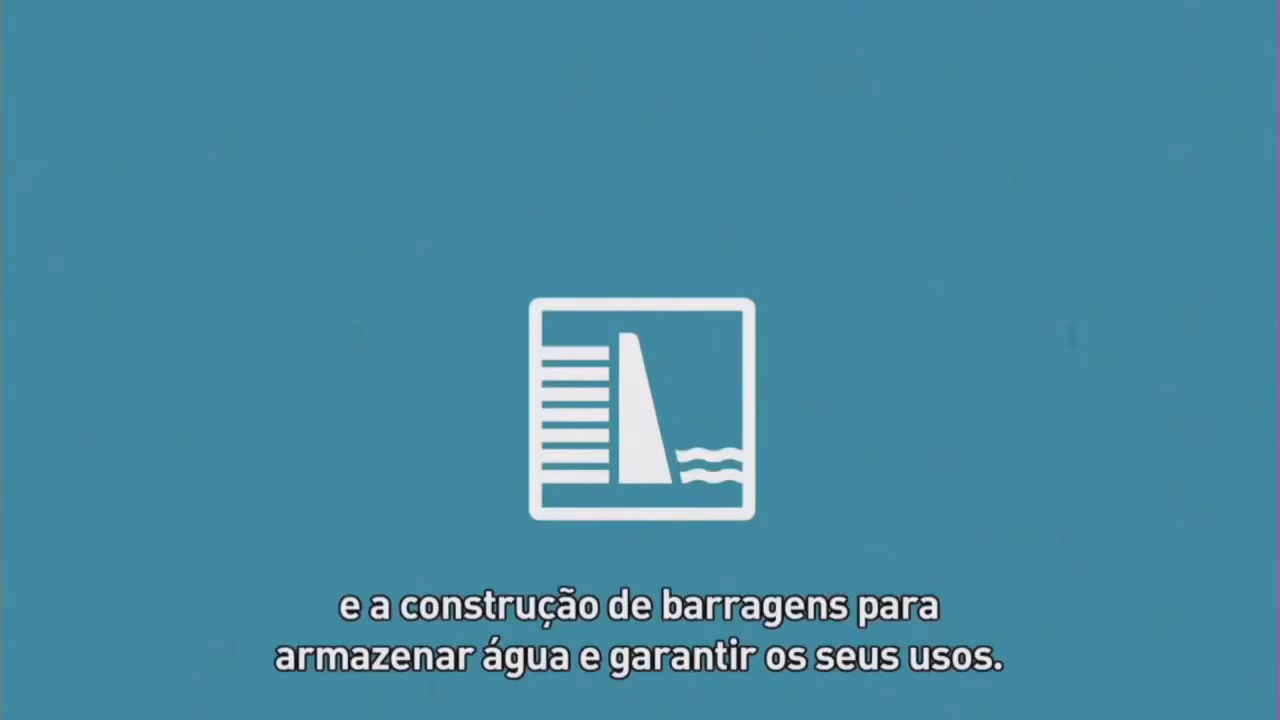 e a construção de barragens para
armazenar água e garantir os seus usos.